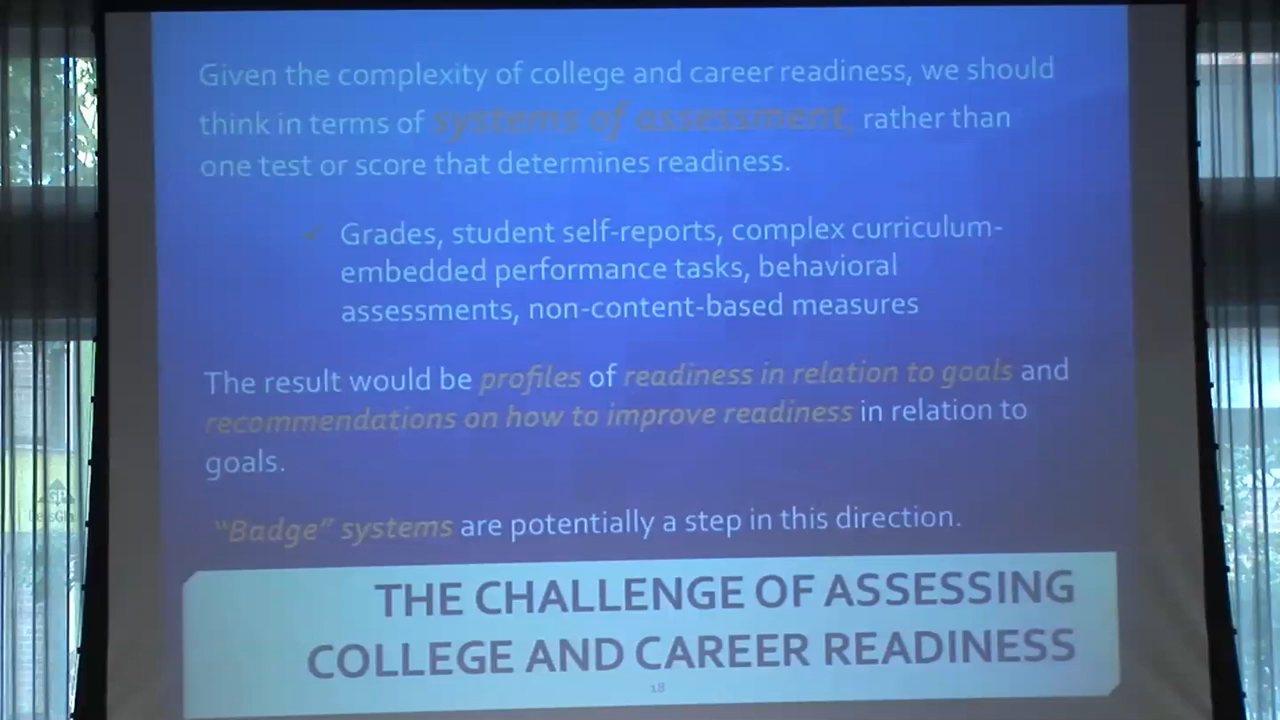 Given the complexity of college and career readiness, we should
think in terms of systems of assessment, rather than
one test or score that determines readiness.
✓ Grades, student self-reports, complex curriculum-
embedded performance tasks, behavioral
assessments, non-content-based measures
The result would be profiles of readiness in relation to goals and
recommendations on how to improve readiness in relation to
goals.
"Badge" systems are potentially a step in this direction.
THE CHALLENGE OF ASSESSING
COLLEGE AND CAREER READINESS
18